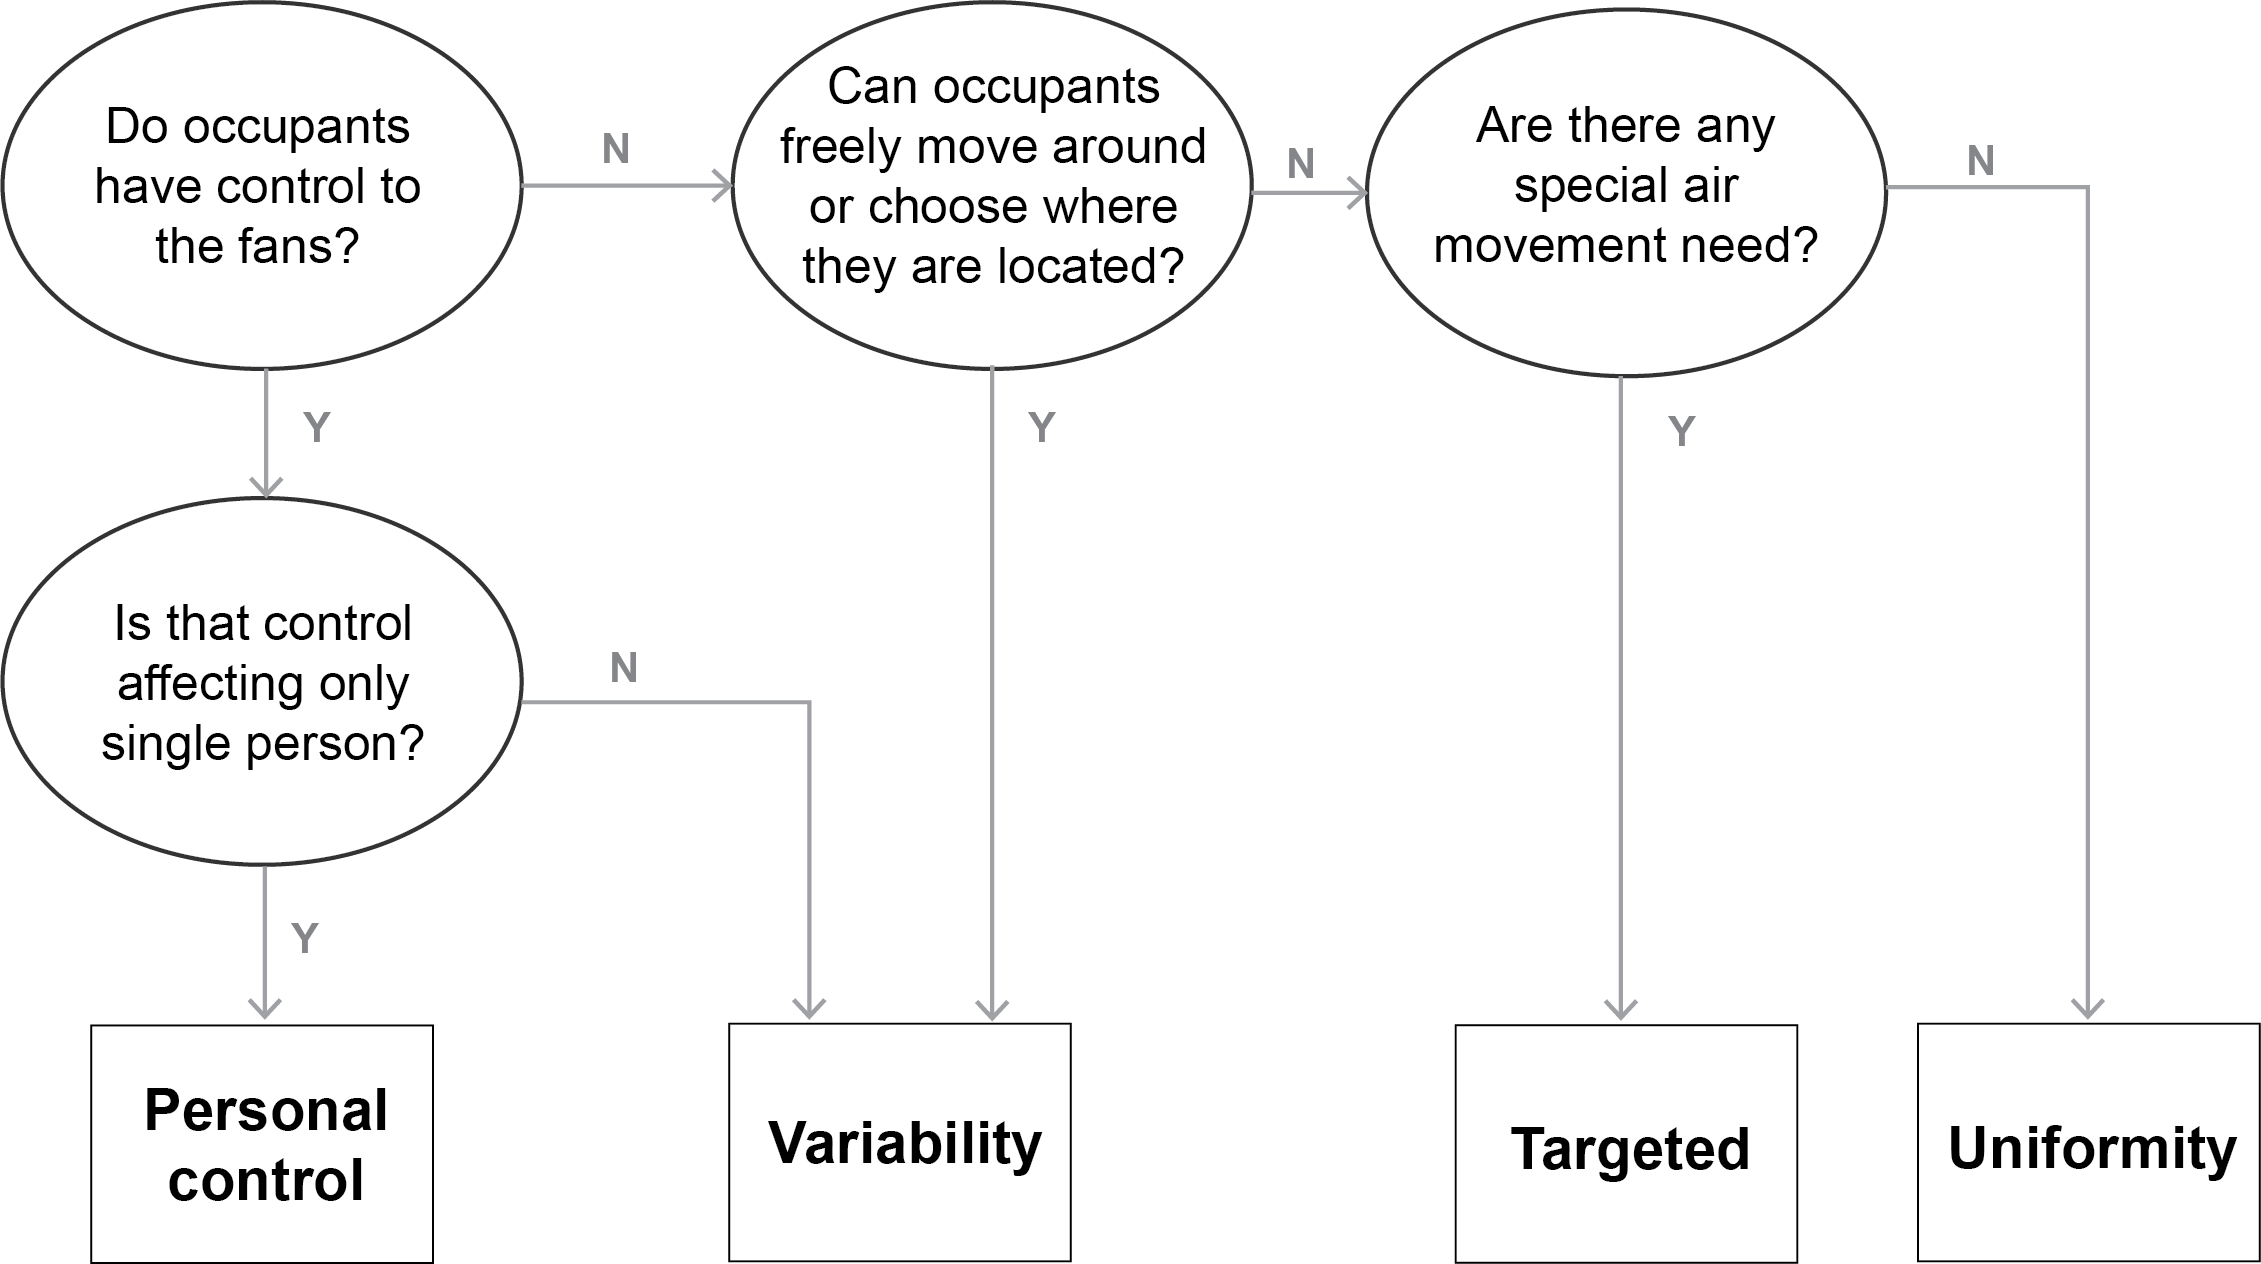 Do occupants
have control to
the fans?
N
Can occupants
freely move around
or choose where
they are located?
N
Are there any
special air
movement need?
N
Y
Y
Y
Is that control
affecting only
single person?
N
Y
Personal
control
Variability
Targeted
Uniformity